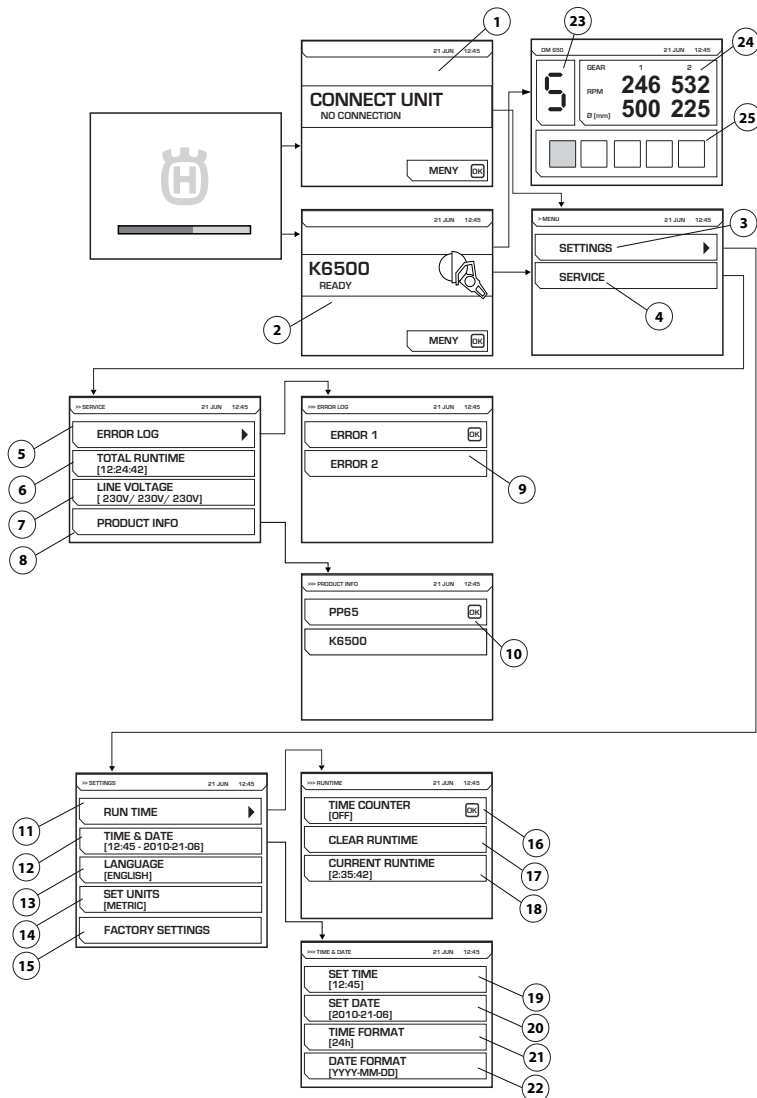 1
21 JUN 12:45
CONNECT UNIT
NO CONNECTION
MENY OK
23
DM 650 21 JUN 12:45
24
GEAR 1 2
RPM 246 532
Ø [mm] 500 225
5
25
H
21 JUN 12:45
K6500
READY
2
MENY OK
> MENU 21 JUN 12:45
3
SETTINGS
SERVICE
4
>> SERVICE 21 JUN 12:45
5
ERROR LOG
6
TOTAL RUNTIME
[12:24:42]
7
LINE VOLTAGE
[ 230V/ 230V/ 230V]
8
PRODUCT INFO
>>> ERROR LOG 21 JUN 12:45
ERROR 1 OK
ERROR 2
9
>>> PRODUCT INFO 21 JUN 12:45
PP65 OK
10
K6500
>> SETTINGS 21 JUN 12:45
11
RUN TIME
12
TIME & DATE
[12:45 - 2010-21-06]
13
LANGUAGE
[ENGLISH]
14
SET UNITS
[METRIC]
15
FACTORY SETTINGS
>>> RUNTIME 21 JUN 12:45
TIME COUNTER OK
[OFF]
16
CLEAR RUNTIME
17
CURRENT RUNTIME
[2:35:42]
18
>>> TIME & DATE 21 JUN 12:45
SET TIME
[12:45]
19
SET DATE
[2010-21-06]
20
TIME FORMAT
[24h]
21
DATE FORMAT
[YYYY-MM-DD]
22